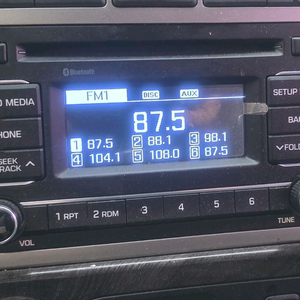 Bluetooth
FM1 DISC AUX
87.5
1 87.5 2 88.1 3 98.1
4 104.1 5 108.0 6 87.5
MEDIA
PHONE
SEEK
TRACK
SETUP
FOL
1 RPT 2 RDM 3 4 5 6
VOL
TUNE